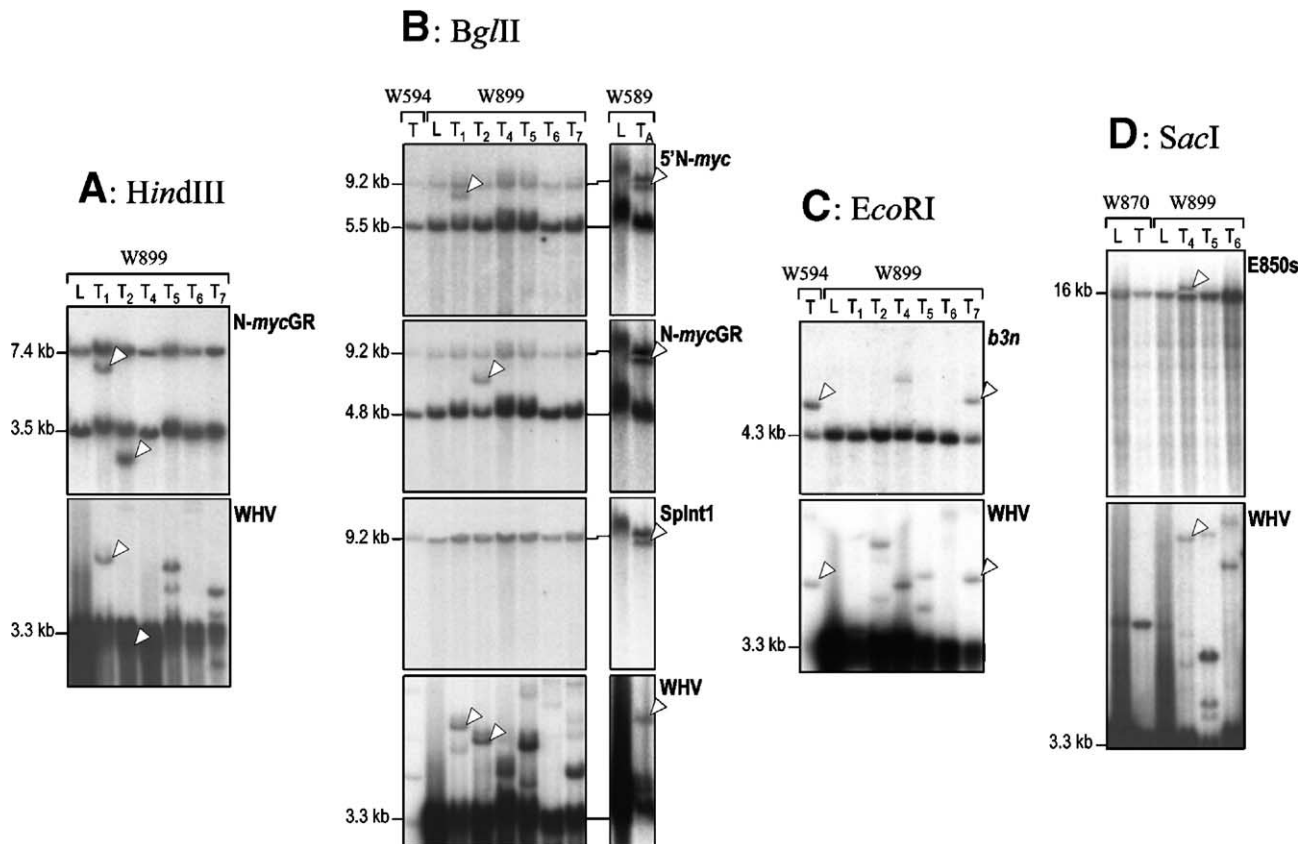 A: HindIII
W899
L T1 T2 T4 T5 T6 T7
N-mycGR
7.4 kb
3.5 kb
WHV
3.3 kb
B: BglII
W594 W899 W589
T L T1 T2 T4 T5 T6 T7 L TA
5'N-myc
9.2 kb
5.5 kb
N-mycGR
9.2 kb
4.8 kb
SpInt1
9.2 kb
WHV
3.3 kb
C: EcoRI
W594 W899
T L T1 T2 T4 T5 T6 T7
b3n
4.3 kb
WHV
3.3 kb
D: SacI
W870 W899
L T L T4 T5 T6
E850s
16 kb
WHV
3.3 kb